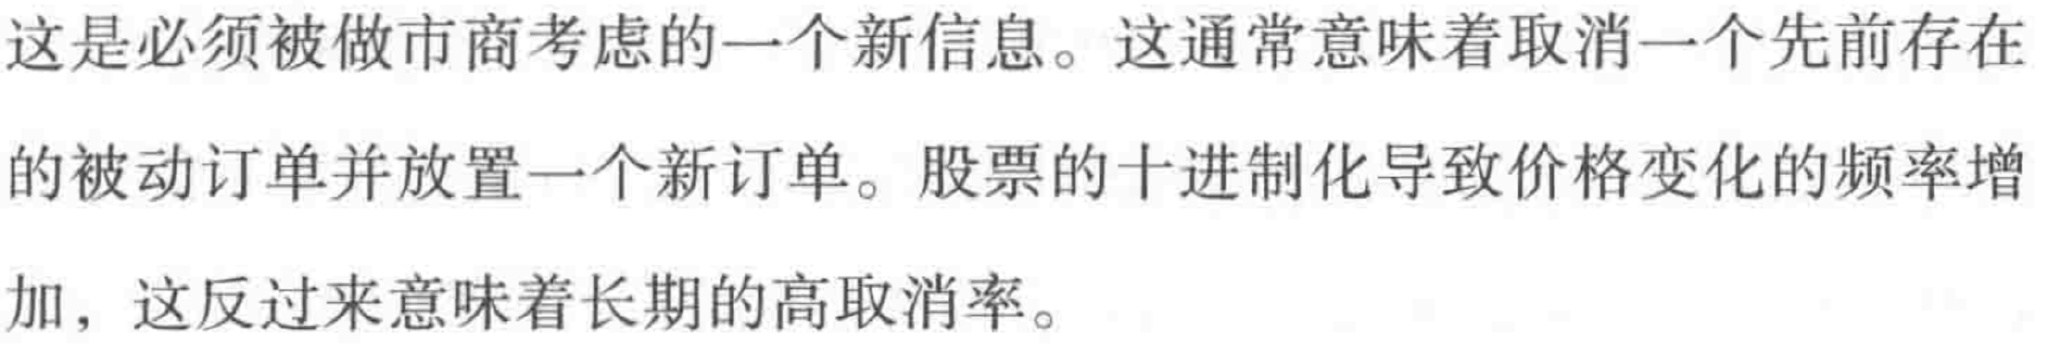 这是必须被做市商考虑的一个新信息。这通常意味着取消一个先前存在
的被动订单并放置一个新订单。股票的十进制化导致价格变化的频率增
加，这反过来意味着长期的高取消率。